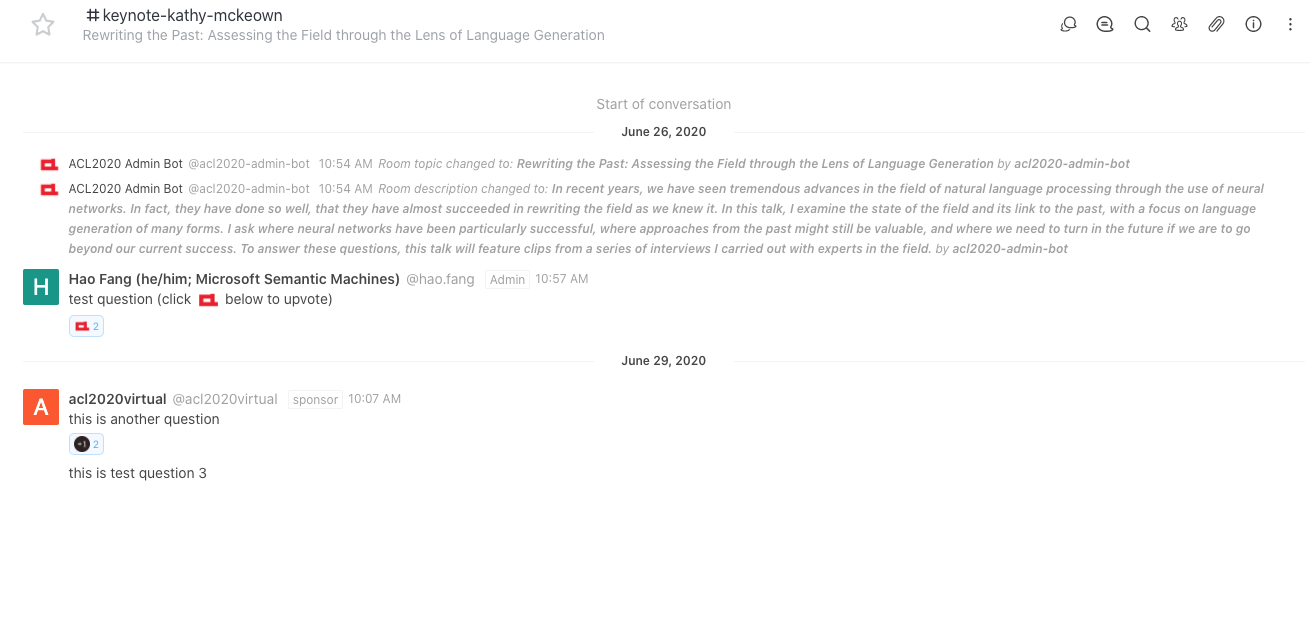 #keynote-kathy-mckeown
Rewriting the Past: Assessing the Field through the Lens of Language Generation
Start of conversation
June 26, 2020
ACL2020 Admin Bot @acl2020-admin-bot 10:54 AM Room topic changed to: Rewriting the Past: Assessing the Field through the Lens of Language Generation by acl2020-admin-bot
ACL2020 Admin Bot @acl2020-admin-bot 10:54 AM Room description changed to: In recent years, we have seen tremendous advances in the field of natural language processing through the use of neural
networks. In fact, they have done so well, that they have almost succeeded in rewriting the field as we knew it. In this talk, I examine the state of the field and its link to the past, with a focus on language
generation of many forms. I ask where neural networks have been particularly successful, where approaches from the past might still be valuable, and where we need to turn in the future if we are to go
beyond our current success. To answer these questions, this talk will feature clips from a series of interviews I carried out with experts in the field. by acl2020-admin-bot
H
Hao Fang (he/him; Microsoft Semantic Machines) @hao.fang Admin 10:57 AM
test question (click below to upvote)
2
June 29, 2020
A
acl2020virtual @acl2020virtual sponsor 10:07 AM
this is another question
2
this is test question 3